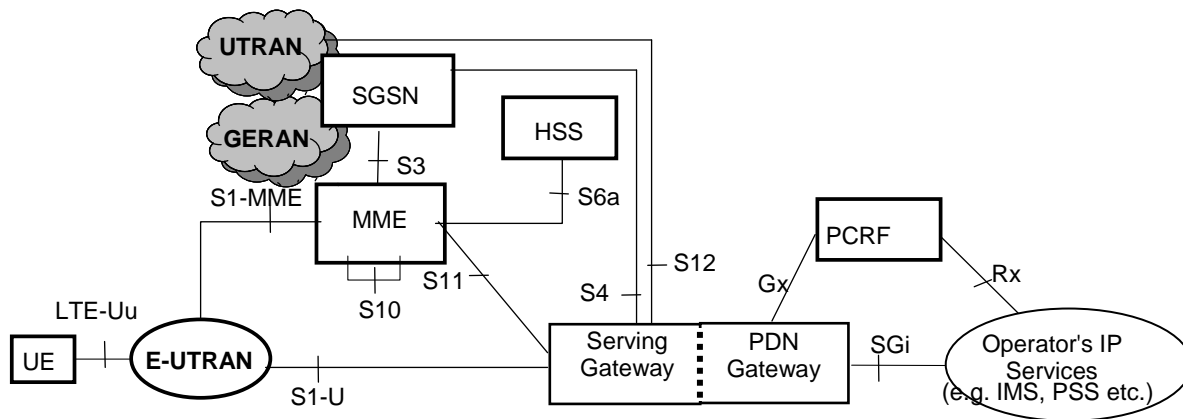 UTRAN
SGSN
HSS
GERAN
S3
S1-MME
S6a
MME
PCRF
S11
S12
S10
S4
Gx
Rx
LTE-Uu
UE
E-UTRAN
S1-U
Serving
Gateway
PDN
Gateway
SGi
Operator's IP
Services
(e.g. IMS, PSS etc.)